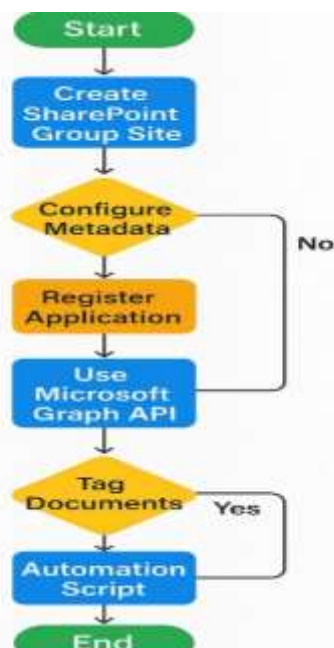 Start
Create
SharePoint
Group Site
Configure
Metadata
No
Register
Application
Use
Microsoft
Graph API
Tag
Documents
Yes
Automation
Script
End